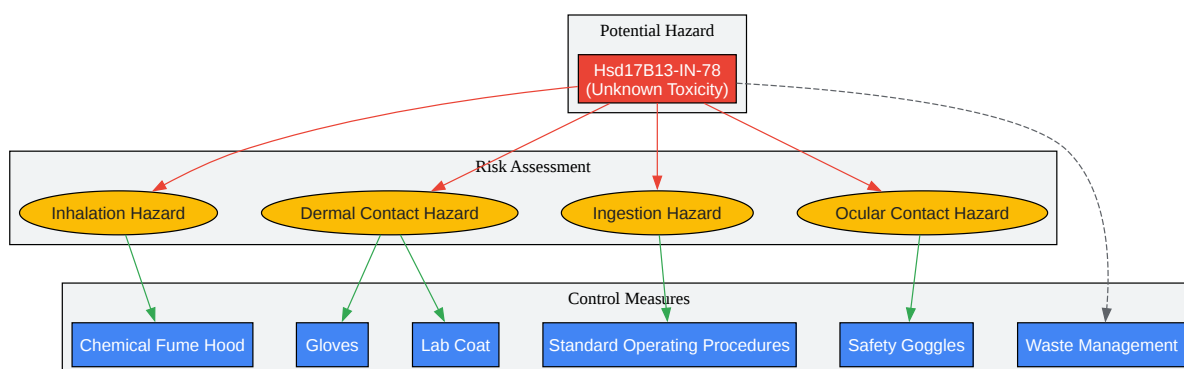 Potential Hazard
Hsd17B13-IN-78
(Unknown Toxicity)
Risk Assessment
Inhalation Hazard
Dermal Contact Hazard
Ingestion Hazard
Ocular Contact Hazard
Control Measures
Chemical Fume Hood
Gloves
Lab Coat
Standard Operating Procedures
Safety Goggles
Waste Management